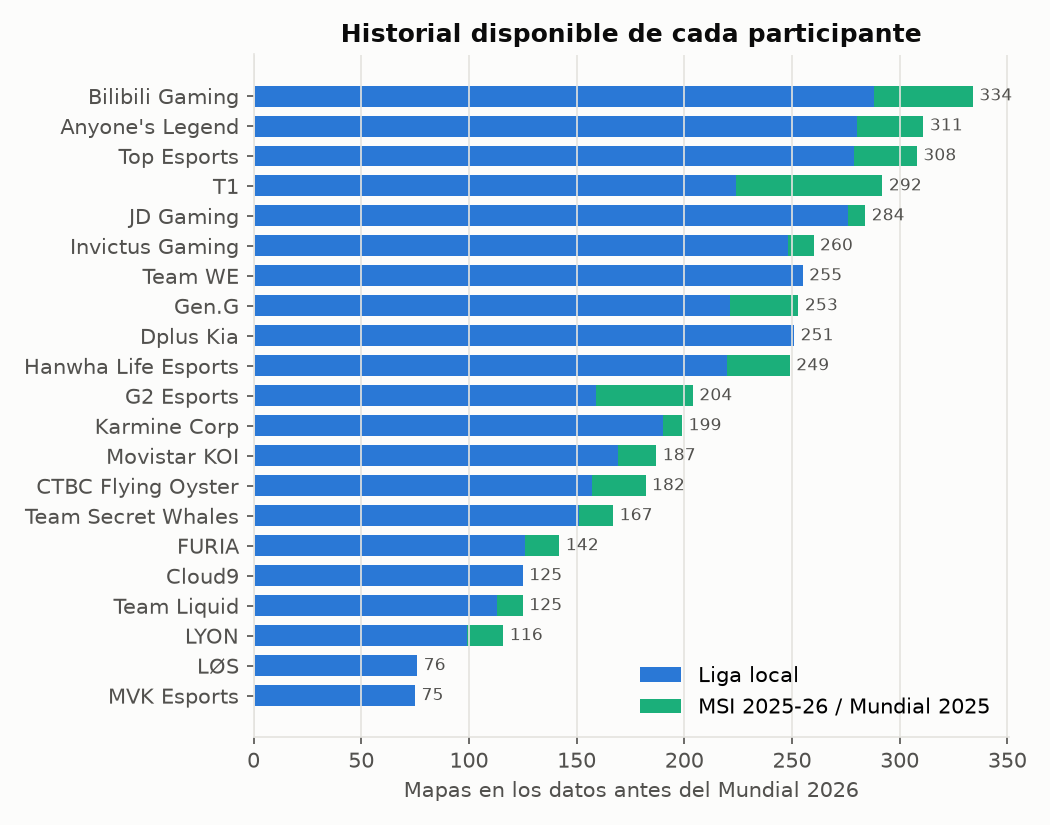 Historial disponible de cada participante
Bilibili Gaming 334
Anyone's Legend 311
Top Esports 308
T1 292
JD Gaming 284
Invictus Gaming 260
Team WE 255
Gen.G 253
Dplus Kia 251
Hanwha Life Esports 249
G2 Esports 204
Karmine Corp 199
Movistar KOI 187
CTBC Flying Oyster 182
Team Secret Whales 167
FURIA 142
Cloud9 125
Team Liquid 125
LYON 116
LØS 76
MVK Esports 75
Liga local
MSI 2025-26 / Mundial 2025
0 50 100 150 200 250 300 350
Mapas en los datos antes del Mundial 2026